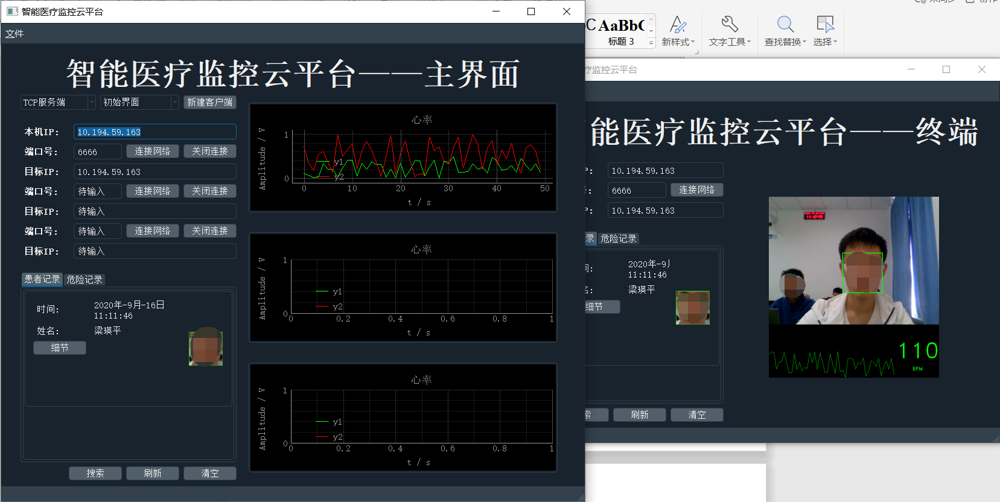 智能医疗监控云平台
文件
智能医疗监控云平台——主界面
TCP服务端
初始界面
新建客户端
本机IP:
10.194.59.163
端口号:
6666
连接网络
关闭连接
目标IP:
10.194.59.163
端口号:
待输入
连接网络
关闭连接
目标IP:
待输入
端口号:
待输入
连接网络
关闭连接
目标IP:
待输入
患者记录
危险记录
时间:
2020年-9月-16日
11:11:46
姓名:
梁瑛平
细节
搜索
刷新
清空
心率
Amplitude / V
1
0
y1
y2
0
10
20
30
40
50
t / s
心率
Amplitude / V
1
0
y1
y2
0
0.2
0.4
0.6
0.8
1
t / s
心率
Amplitude / V
1
0
y1
y2
0
0.2
0.4
0.6
0.8
1
t / s
AaBbC
标题 3
新样式
文字工具
查找替换
选择
疗监控云平台
能医疗监控云平台——终端
P:
10.194.59.163
号:
6666
连接网络
P:
10.194.59.163
录
危险记录
间:
2020年-9月
11:11:46
名:
梁瑛平
细节
索
刷新
清空
110
BPM